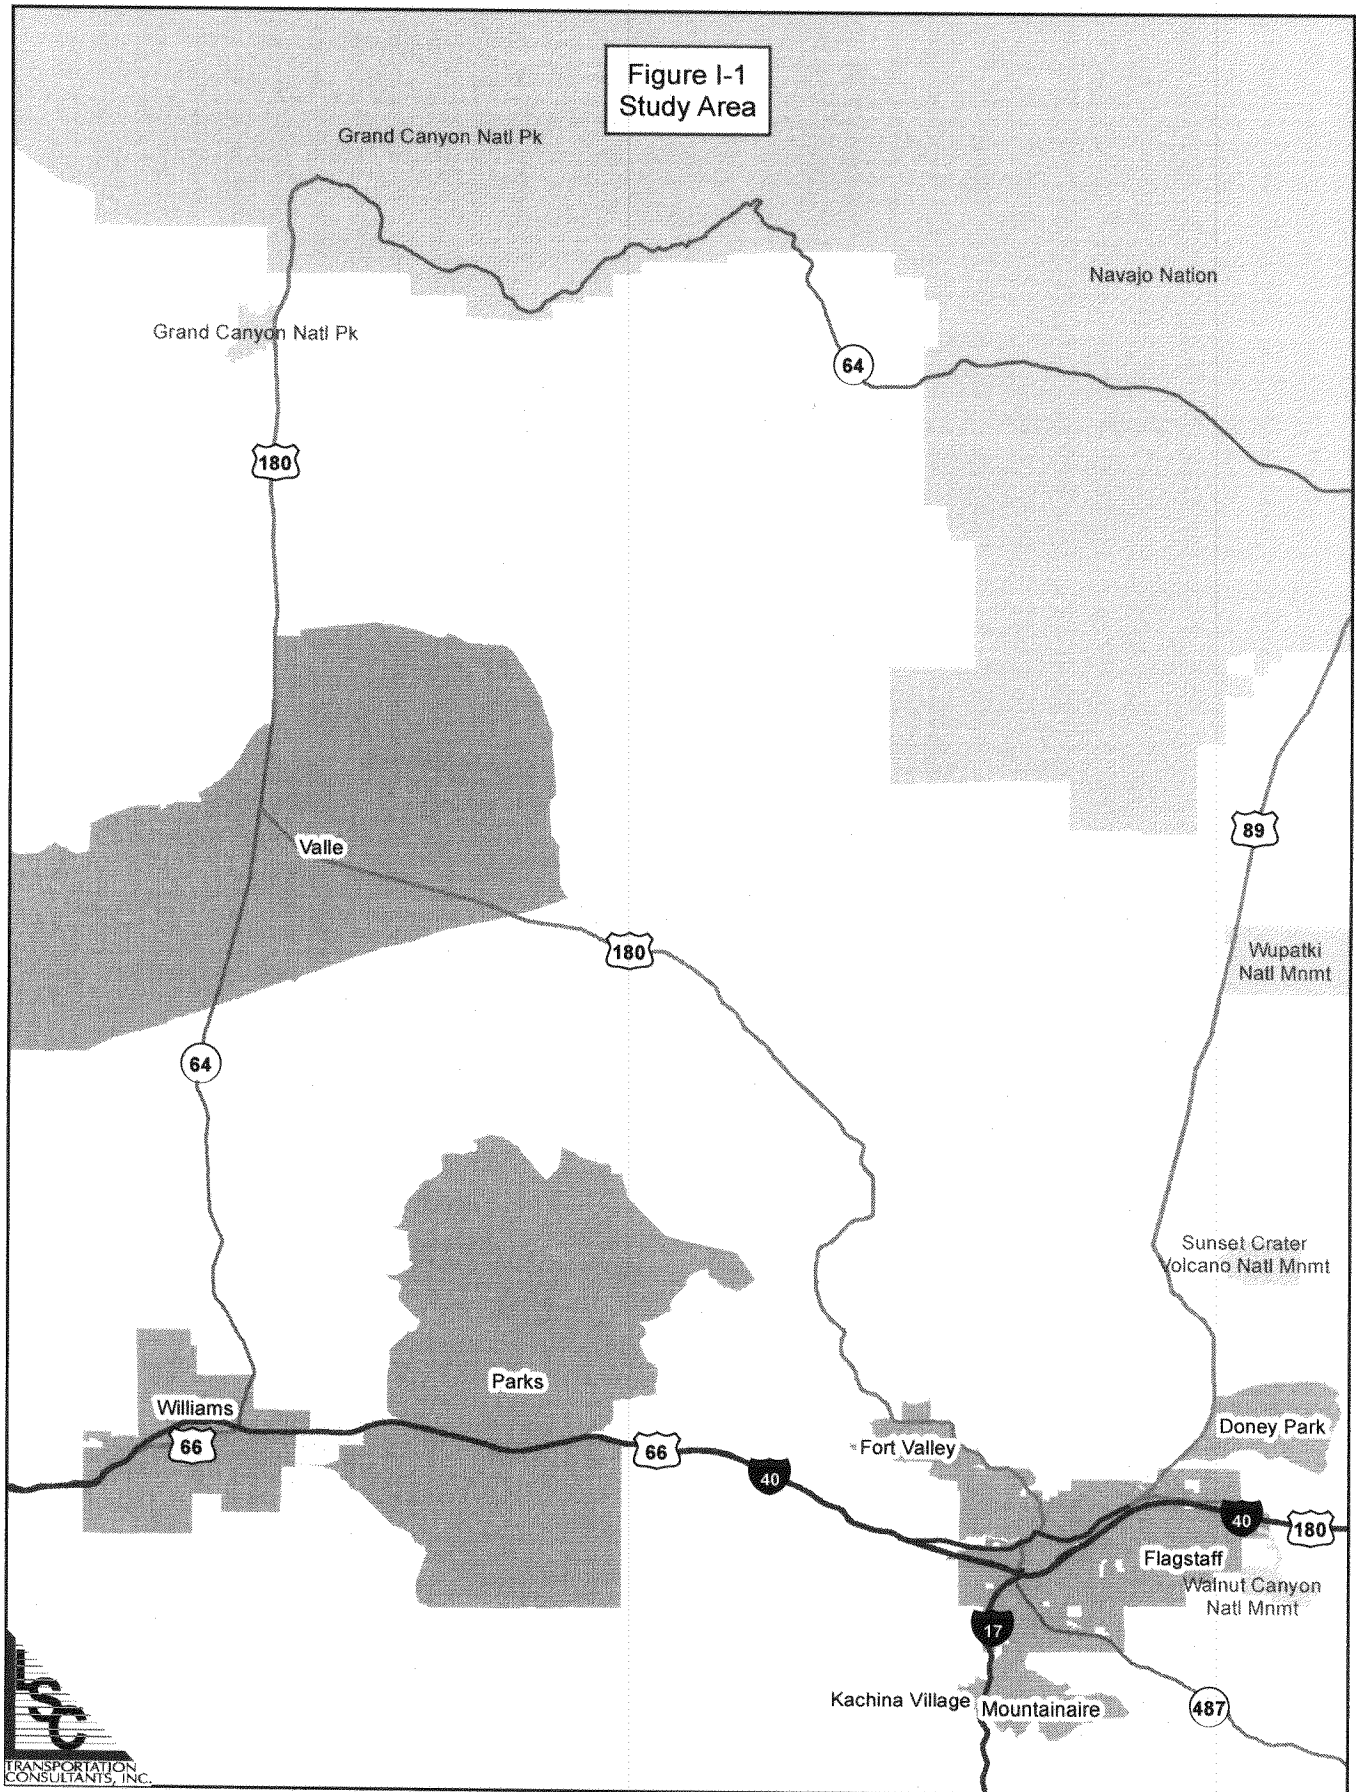 Figure I-1
Study Area
Grand Canyon Natl Pk
Navajo Nation
Grand Canyon Natl Pk
64
180
Valle
89
180
Wupatki
Natl Mnmt
64
Sunset Crater
Volcano Natl Mnmt
Parks
Williams
66
66
40
Fort Valley
Doney Park
40
180
Flagstaff
Walnut Canyon
Natl Mnmt
17
Kachina Village
Mountainaire
487
LSC
TRANSPORTATION
CONSULTANTS, INC.